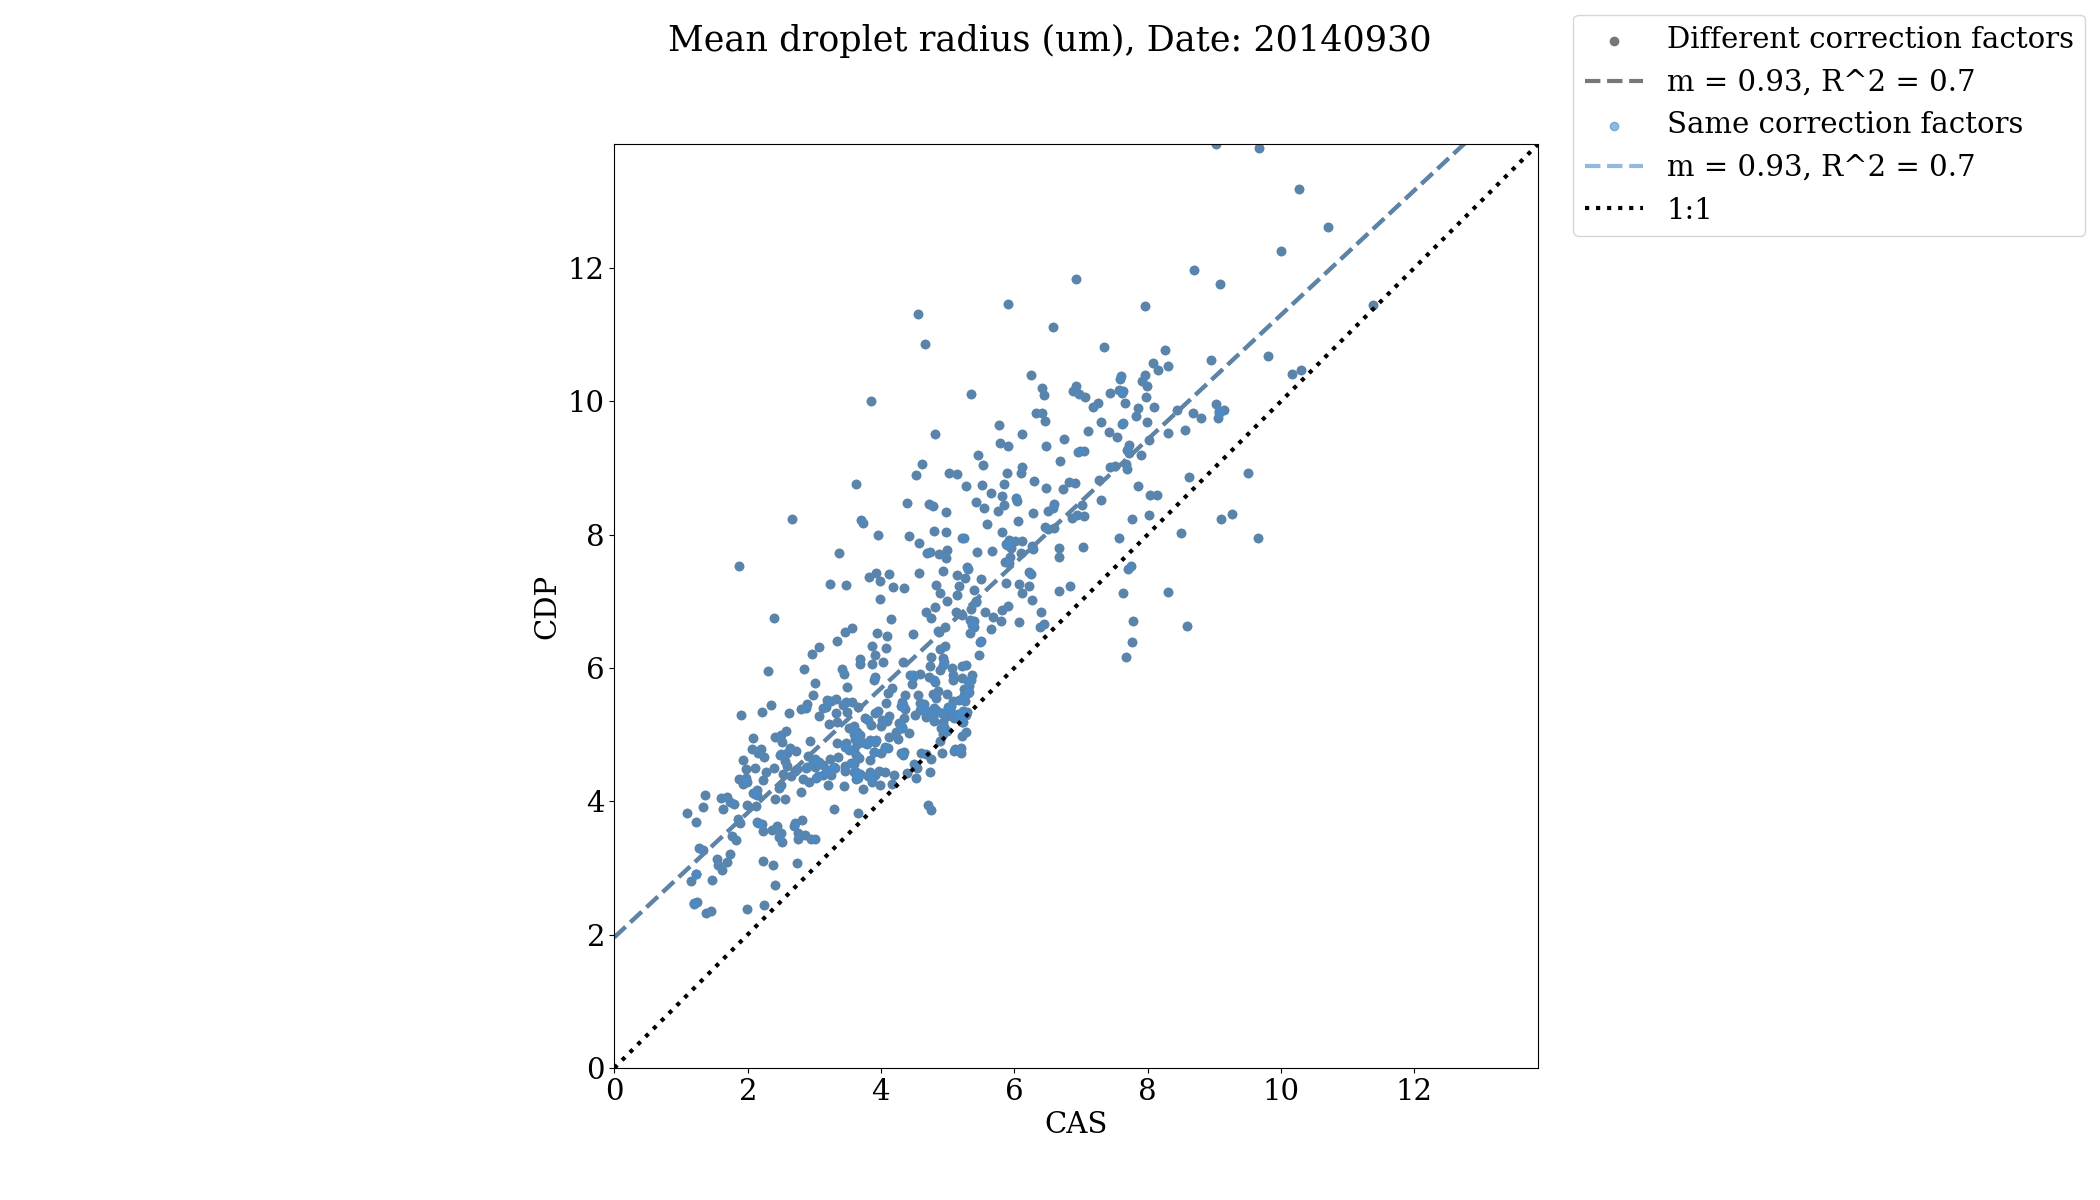 Mean droplet radius (um), Date: 20140930
Different correction factors
m = 0.93, R^2 = 0.7
Same correction factors
m = 0.93, R^2 = 0.7
1:1
12
10
8
6
4
2
0
CDP
0 2 4 6 8 10 12
CAS